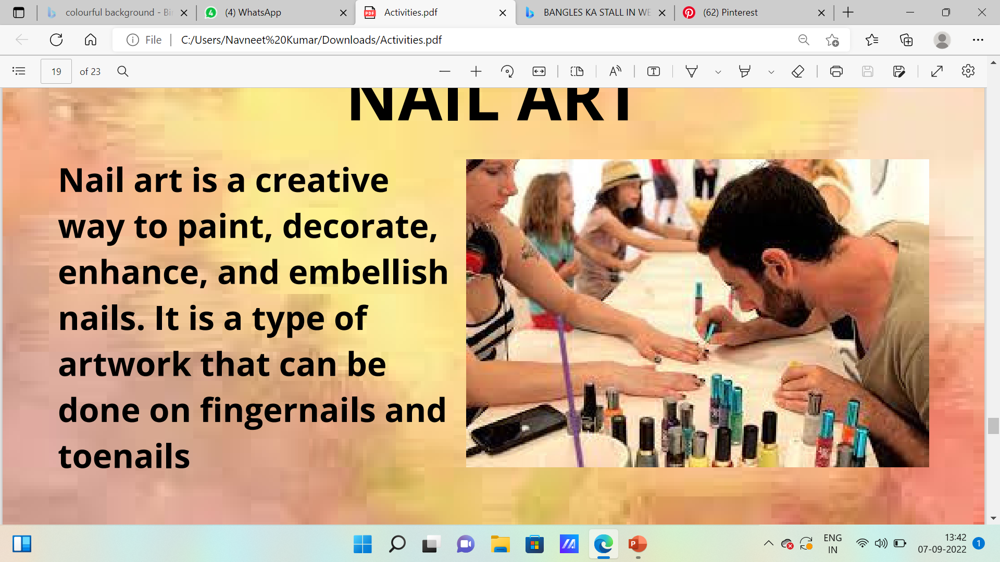 colourful background - Bi
(4) WhatsApp
Activities.pdf
BANGLES KA STALL IN WE
(62) Pinterest
File
C:/Users/Navneet%20Kumar/Downloads/Activities.pdf
19 of 23
NAIL ART
Nail art is a creative
way to paint, decorate,
enhance, and embellish
nails. It is a type of
artwork that can be
done on fingernails and
toenails
ENG
IN
13:42
07-09-2022
1